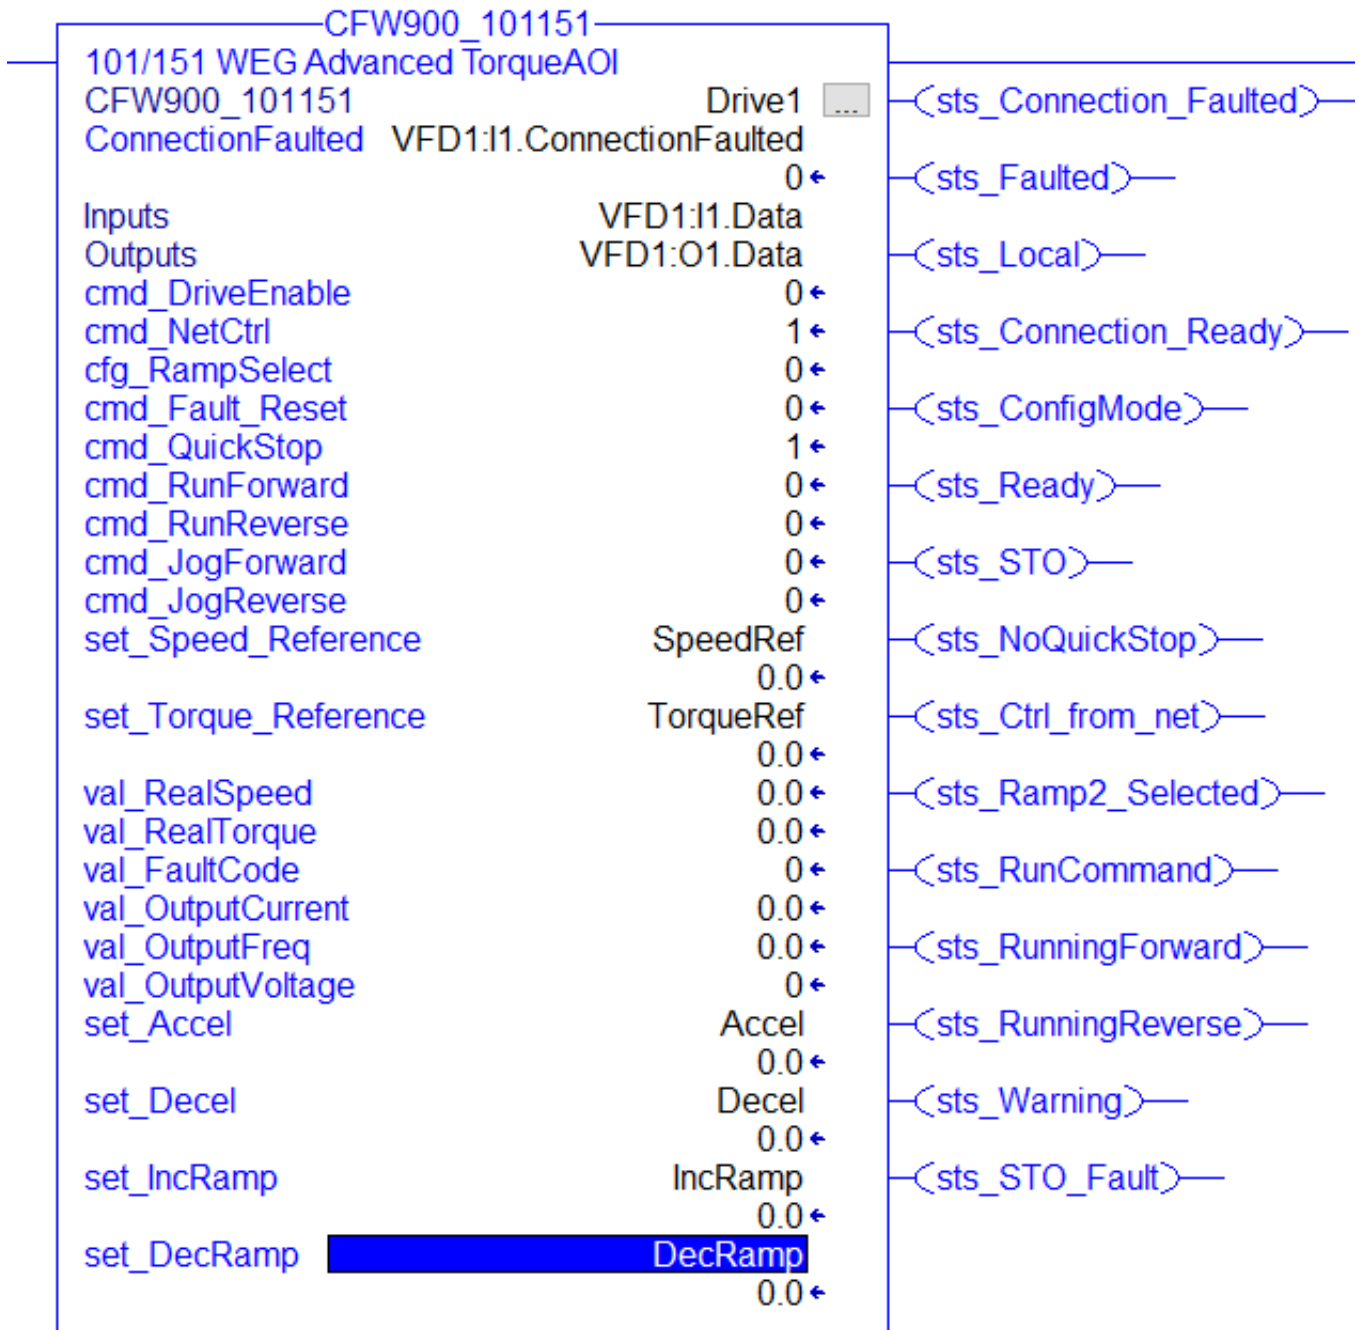 CFW900_101151
101/151 WEG Advanced TorqueAOI
CFW900_101151 Drive1 ... sts_Connection_Faulted
ConnectionFaulted VFD1:I1.ConnectionFaulted
0 sts_Faulted
Inputs VFD1:I1.Data
Outputs VFD1:O1.Data sts_Local
cmd_DriveEnable 0
cmd_NetCtrl 1 sts_Connection_Ready
cfg_RampSelect 0
cmd_Fault_Reset 0 sts_ConfigMode
cmd_QuickStop 1
cmd_RunForward 0 sts_Ready
cmd_RunReverse 0
cmd_JogForward 0 sts_STO
cmd_JogReverse 0
set_Speed_Reference SpeedRef sts_NoQuickStop
0.0
set_Torque_Reference TorqueRef sts_Ctrl_from_net
0.0
val_RealSpeed 0.0 sts_Ramp2_Selected
val_RealTorque 0.0
val_FaultCode 0 sts_RunCommand
val_OutputCurrent 0.0
val_OutputFreq 0.0 sts_RunningForward
val_OutputVoltage 0
set_Accel Accel sts_RunningReverse
0.0
set_Decel Decel sts_Warning
0.0
set_IncRamp IncRamp sts_STO_Fault
0.0
set_DecRamp DecRamp
0.0